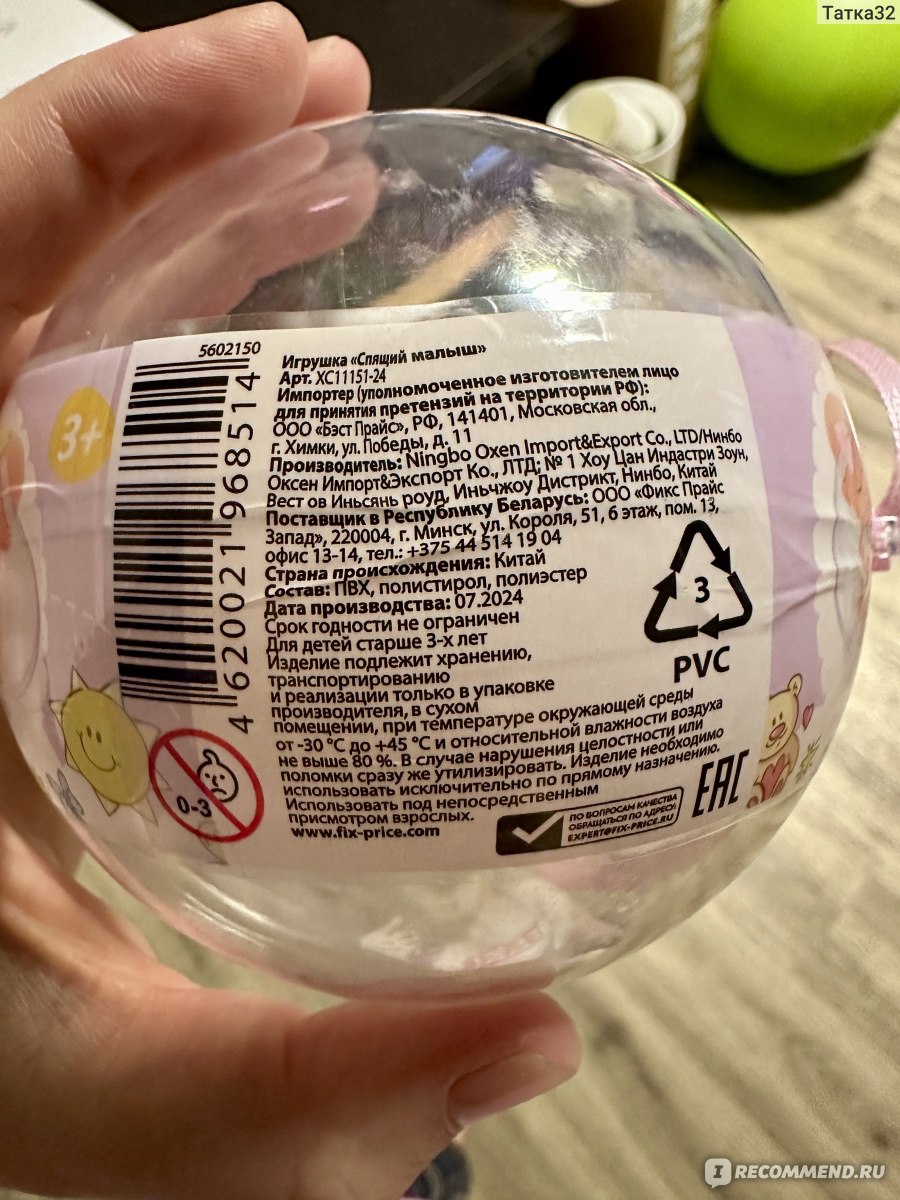 Татка32
5602150
4620021968514
3+
Игрушка «Спящий малыш»
Арт. XC11151-24
Импортер (уполномоченное изготовителем лицо
для принятия претензий на территории РФ):
ООО «Бэст Прайс», РФ, 141401, Московская обл.,
г. Химки, ул. Победы, д. 11
Производитель: Ningbo Oxen Import&Export Co., LTD/Нинбо
Оксен Импорт&Экспорт Ко., ЛТД; № 1 Хоу Цан Индастри Зоун,
Вест ов Иньсянь роуд, Иньчжоу Дистрикт, Нинбо, Китай
Поставщик в Республику Беларусь: ООО «Фикс Прайс
Запад», 220004, г. Минск, ул. Короля, 51, 6 этаж, пом. 13,
офис 13-14, тел.: +375 44 514 19 04
Страна происхождения: Китай
Состав: ПВХ, полистирол, полиэстер
Дата производства: 07.2024
Срок годности не ограничен
Для детей старше 3-х лет
Изделие подлежит хранению,
транспортированию
и реализации только в упаковке
производителя, в сухом
помещении, при температуре окружающей среды
от -30 °C до +45 °C и относительной влажности воздуха
не выше 80 %. В случае нарушения целостности или
поломки сразу же утилизировать. Изделие необходимо
использовать исключительно по прямому назначению.
Использовать под непосредственным
присмотром взрослых.
www.fix-price.com
3
PVC
0-3
ПО ВОПРОСАМ КАЧЕСТВА
ОБРАЩАТЬСЯ ПО АДРЕСУ:
EXPERT@FIX-PRICE.RU
EAC
IRECOMMEND.RU